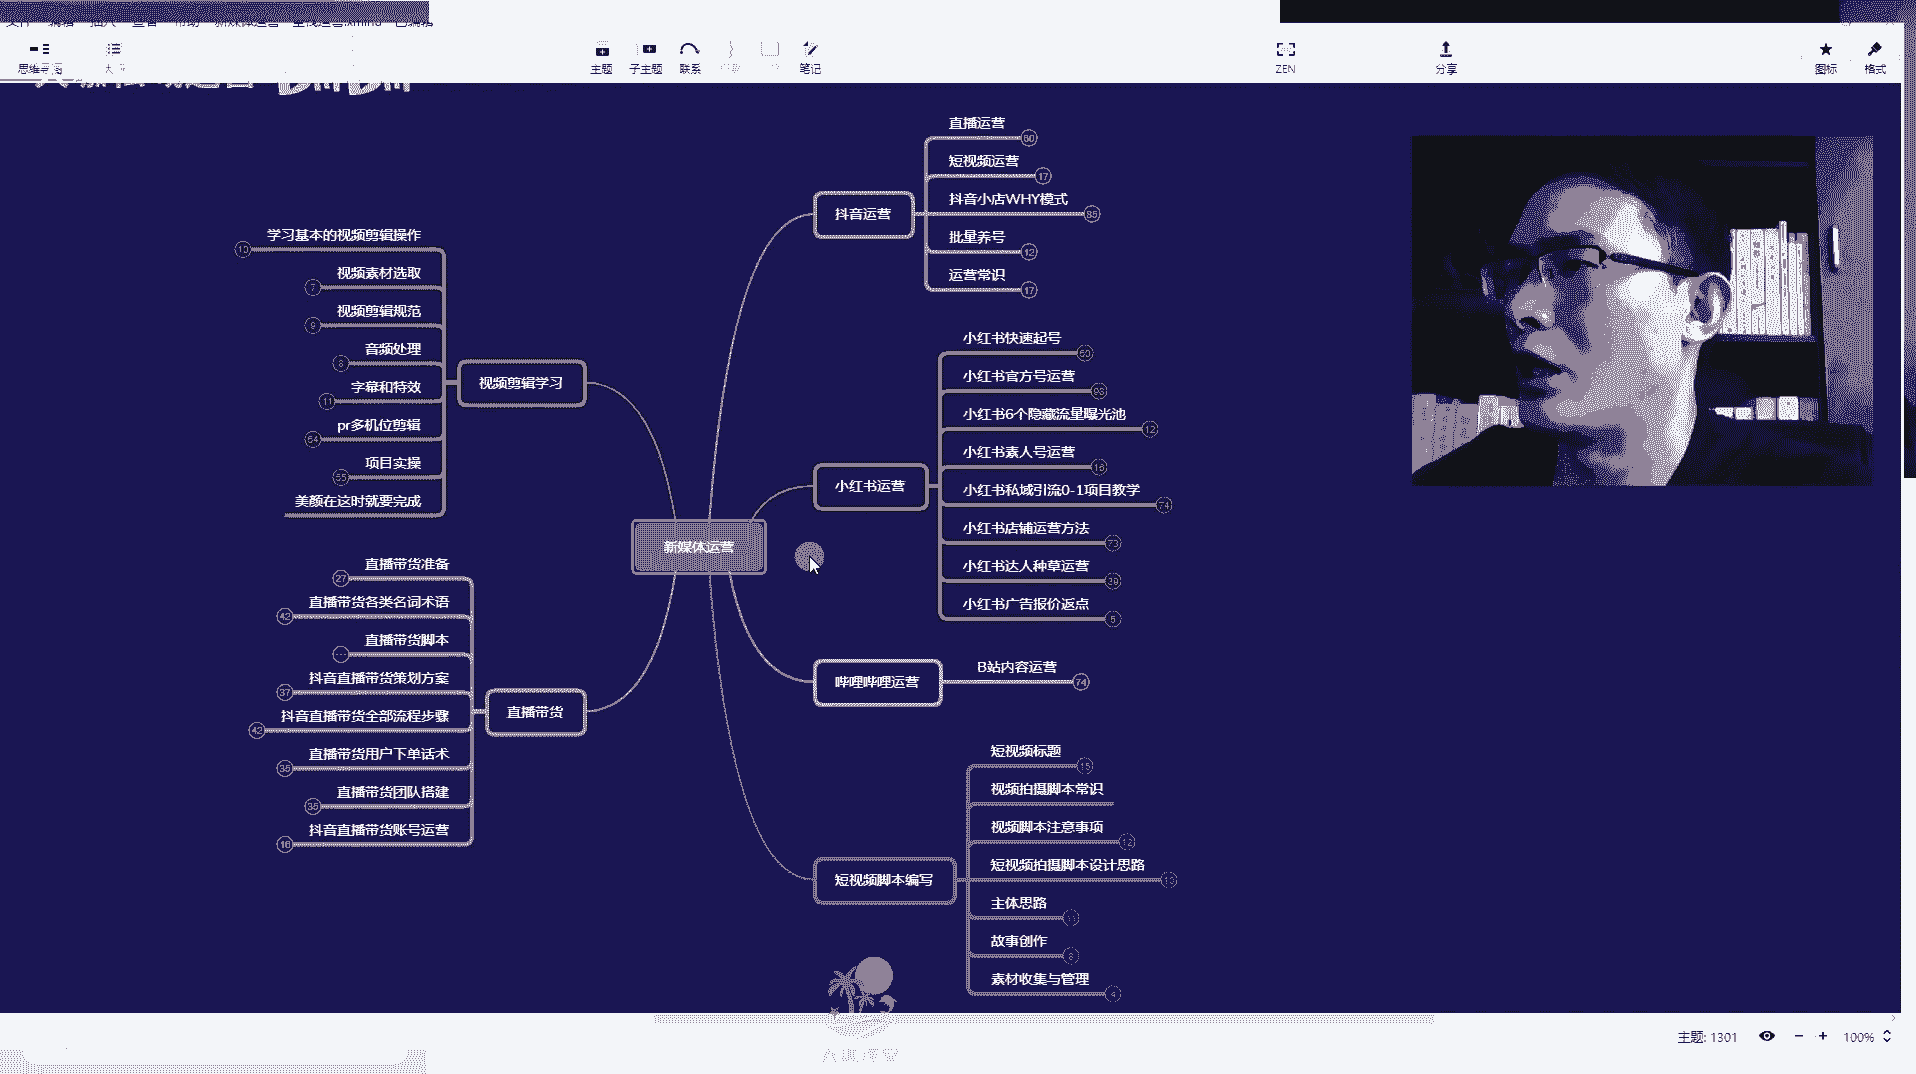 思维导图
主题
子主题
联系
笔记
ZEN
分享
图标
格式
新媒体运营
抖音运营
直播运营
60
短视频运营
17
抖音小店WHY模式
85
批量养号
12
运营常识
17
小红书运营
小红书快速起号
60
小红书官方号运营
93
小红书6个隐藏流量曝光池
12
小红书素人号运营
16
小红书私域引流0-1项目教学
74
小红书店铺运营方法
73
小红书达人种草运营
29
小红书广告报价返点
5
哔哩哔哩运营
B站内容运营
74
短视频脚本编写
短视频标题
15
视频拍摄脚本常识
视频脚本注意事项
12
短视频拍摄脚本设计思路
主体思路
故事创作
素材收集与管理
4
视频剪辑学习
学习基本的视频剪辑操作
10
视频素材选取
7
视频剪辑规范
9
音频处理
8
字幕和特效
11
pr多机位剪辑
54
项目实操
55
美颜在这时就要完成
直播带货
直播带货准备
27
直播带货各类名词术语
42
直播带货脚本
抖音直播带货策划方案
37
抖音直播带货全部流程步骤
42
直播带货用户下单话术
35
直播带货团队搭建
35
抖音直播带货账号运营
16
主题: 1301
100%